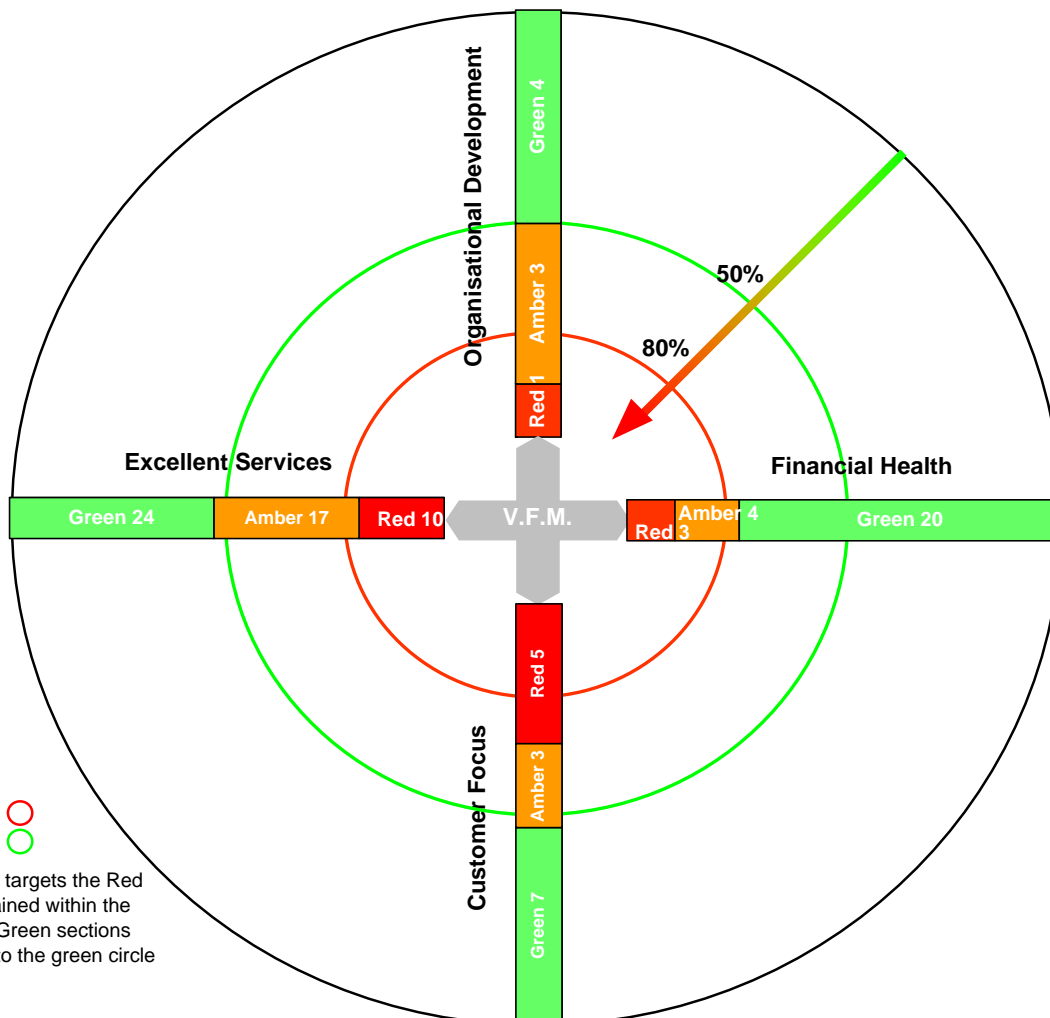 Organisational Development
Green 4
Amber 3
Red 1
50%
80%
Excellent Services
Financial Health
Green 24
Amber 17
Red 10
V.F.M.
Red 3
Amber 4
Green 20
Customer Focus
Red 5
Amber 3
Green 7
targets the Red
within the
Green sections
to the green circle